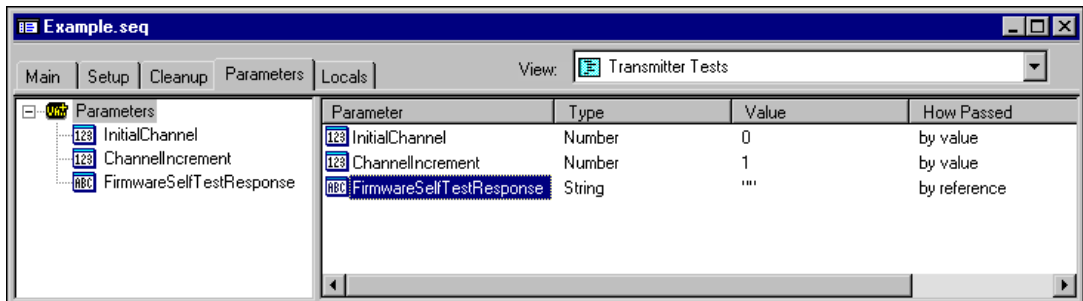 Example.seq
Main Setup Cleanup Parameters Locals View: Transmitter Tests
Parameters
InitialChannel
ChannelIncrement
FirmwareSelfTestResponse
Parameter Type Value How Passed
InitialChannel Number 0 by value
ChannelIncrement Number 1 by value
FirmwareSelfTestResponse String "" by reference